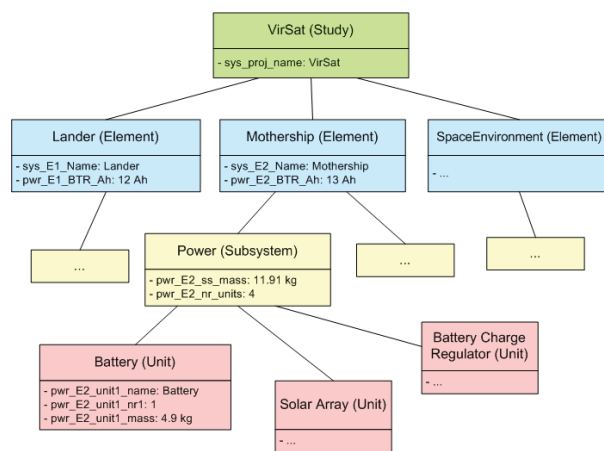 VirSat (Study)
- sys_proj_name: VirSat
Lander (Element)
- sys_E1_Name: Lander
- pwr_E1_BTR_Ah: 12 Ah
Mothership (Element)
- sys_E2_Name: Mothership
- pwr_E2_BTR_Ah: 13 Ah
SpaceEnvironment (Element)
- ...
...
Power (Subsystem)
- pwr_E2_ss_mass: 11.91 kg
- pwr_E2_nr_units: 4
...
...
Battery (Unit)
- pwr_E2_unit1_name: Battery
- pwr_E2_unit1_nr1: 1
- pwr_E2_unit1_mass: 4.9 kg
Solar Array (Unit)
- ...
Battery Charge
Regulator (Unit)
- ...